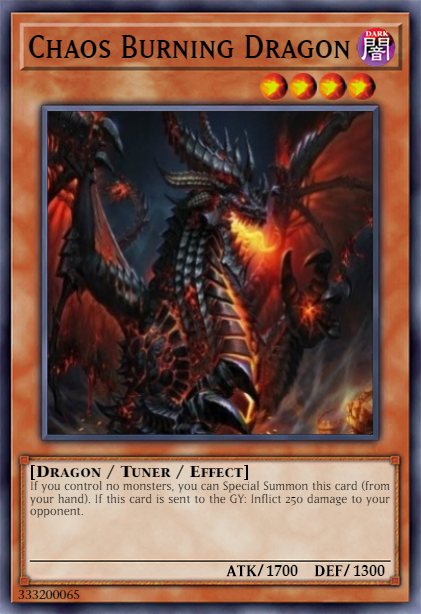 Chaos Burning Dragon
DARK
闇
[Dragon / Tuner / Effect]
If you control no monsters, you can Special Summon this card (from
your hand). If this card is sent to the GY: Inflict 250 damage to your
opponent.
ATK/1700 DEF/1300
333200065